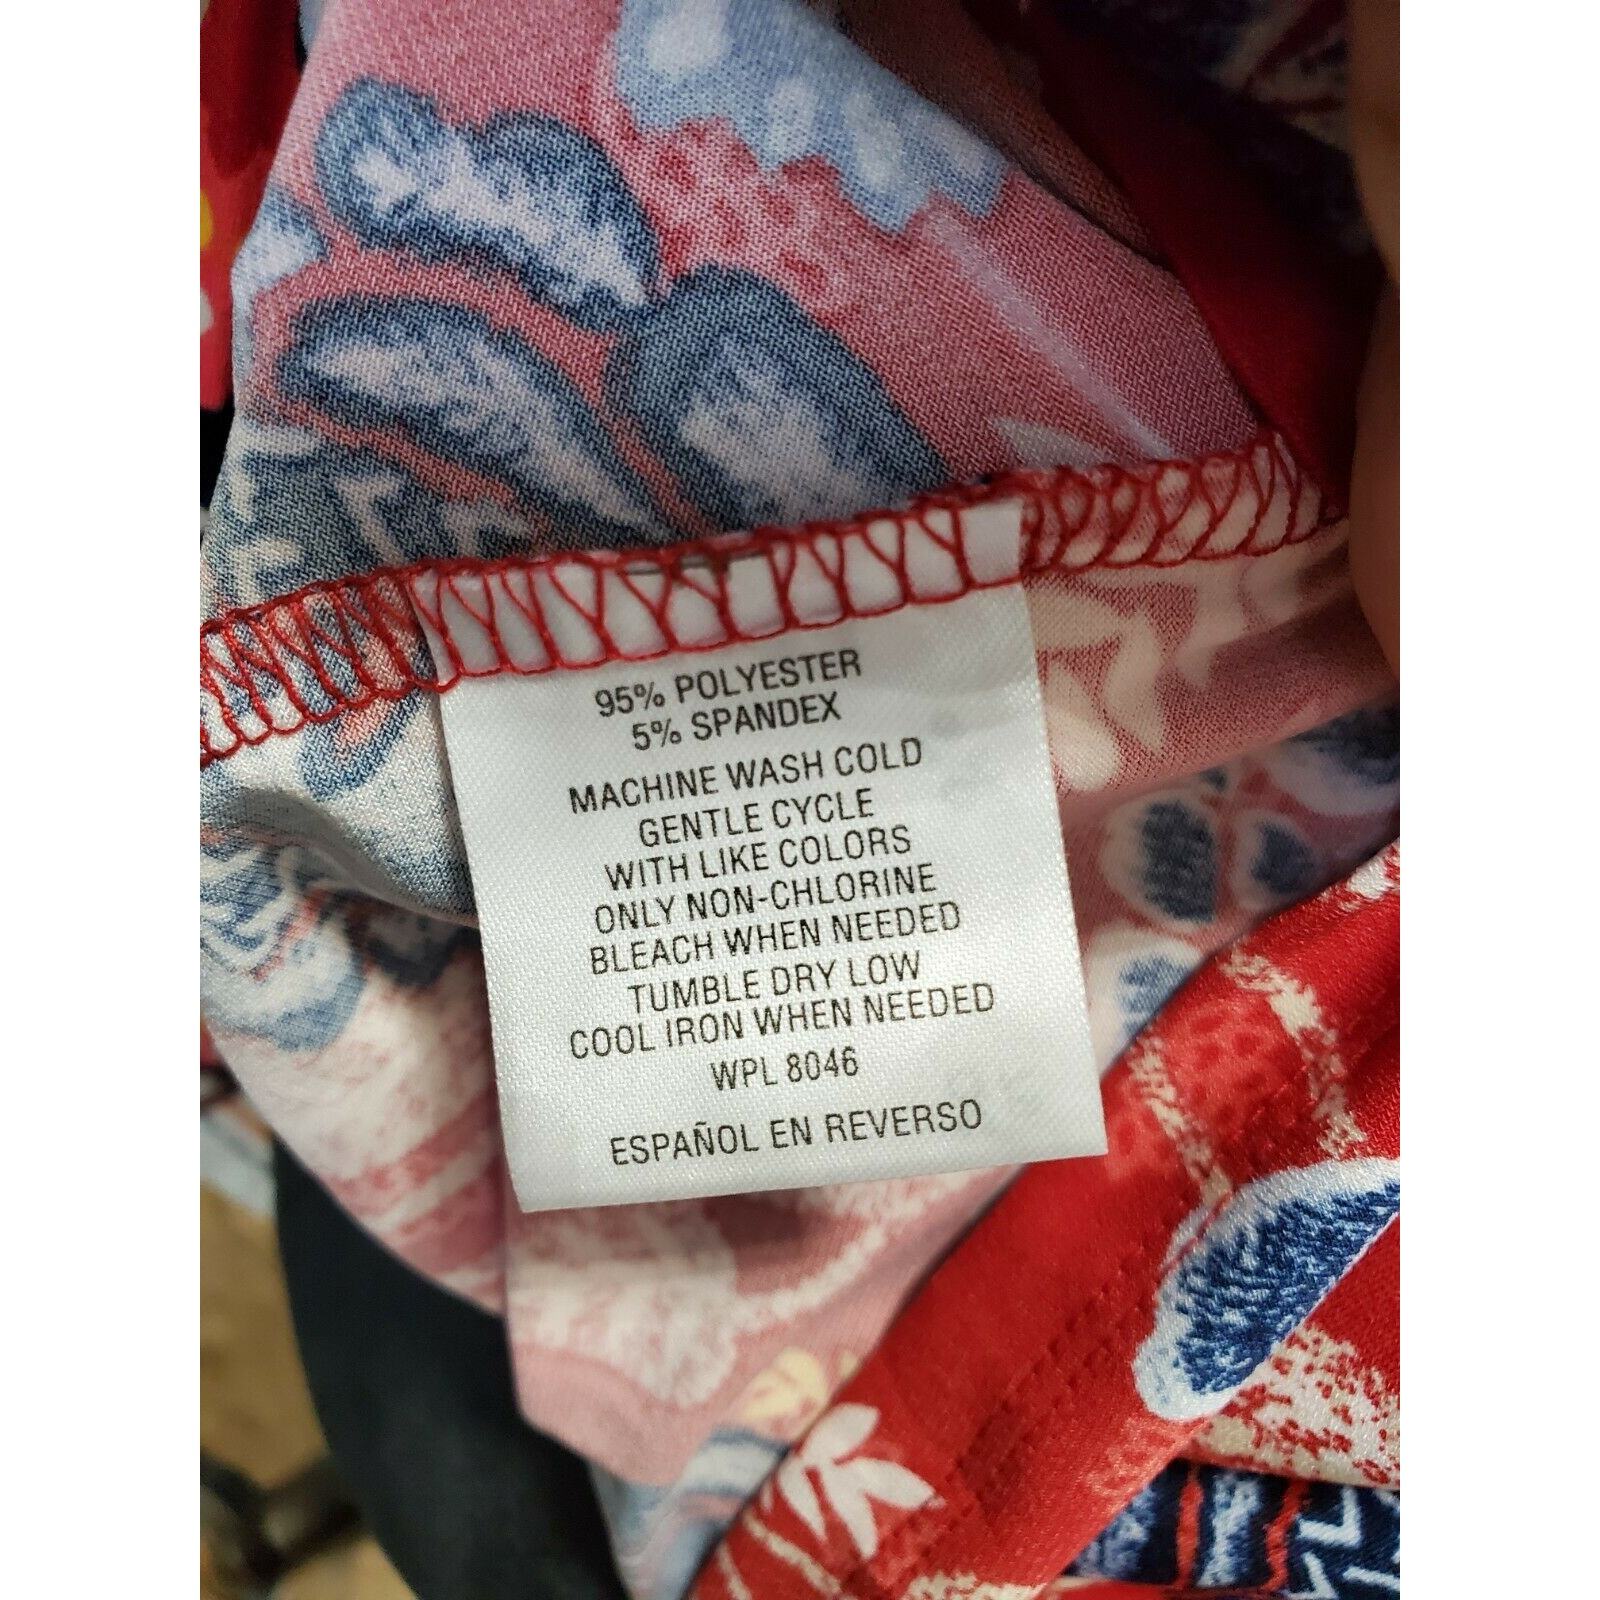 95% POLYESTER
5% SPANDEX
MACHINE WASH COLD
GENTLE CYCLE
WITH LIKE COLORS
ONLY NON-CHLORINE
BLEACH WHEN NEEDED
TUMBLE DRY LOW
COOL IRON WHEN NEEDED
WPL 8046
ESPAÑOL EN REVERSO